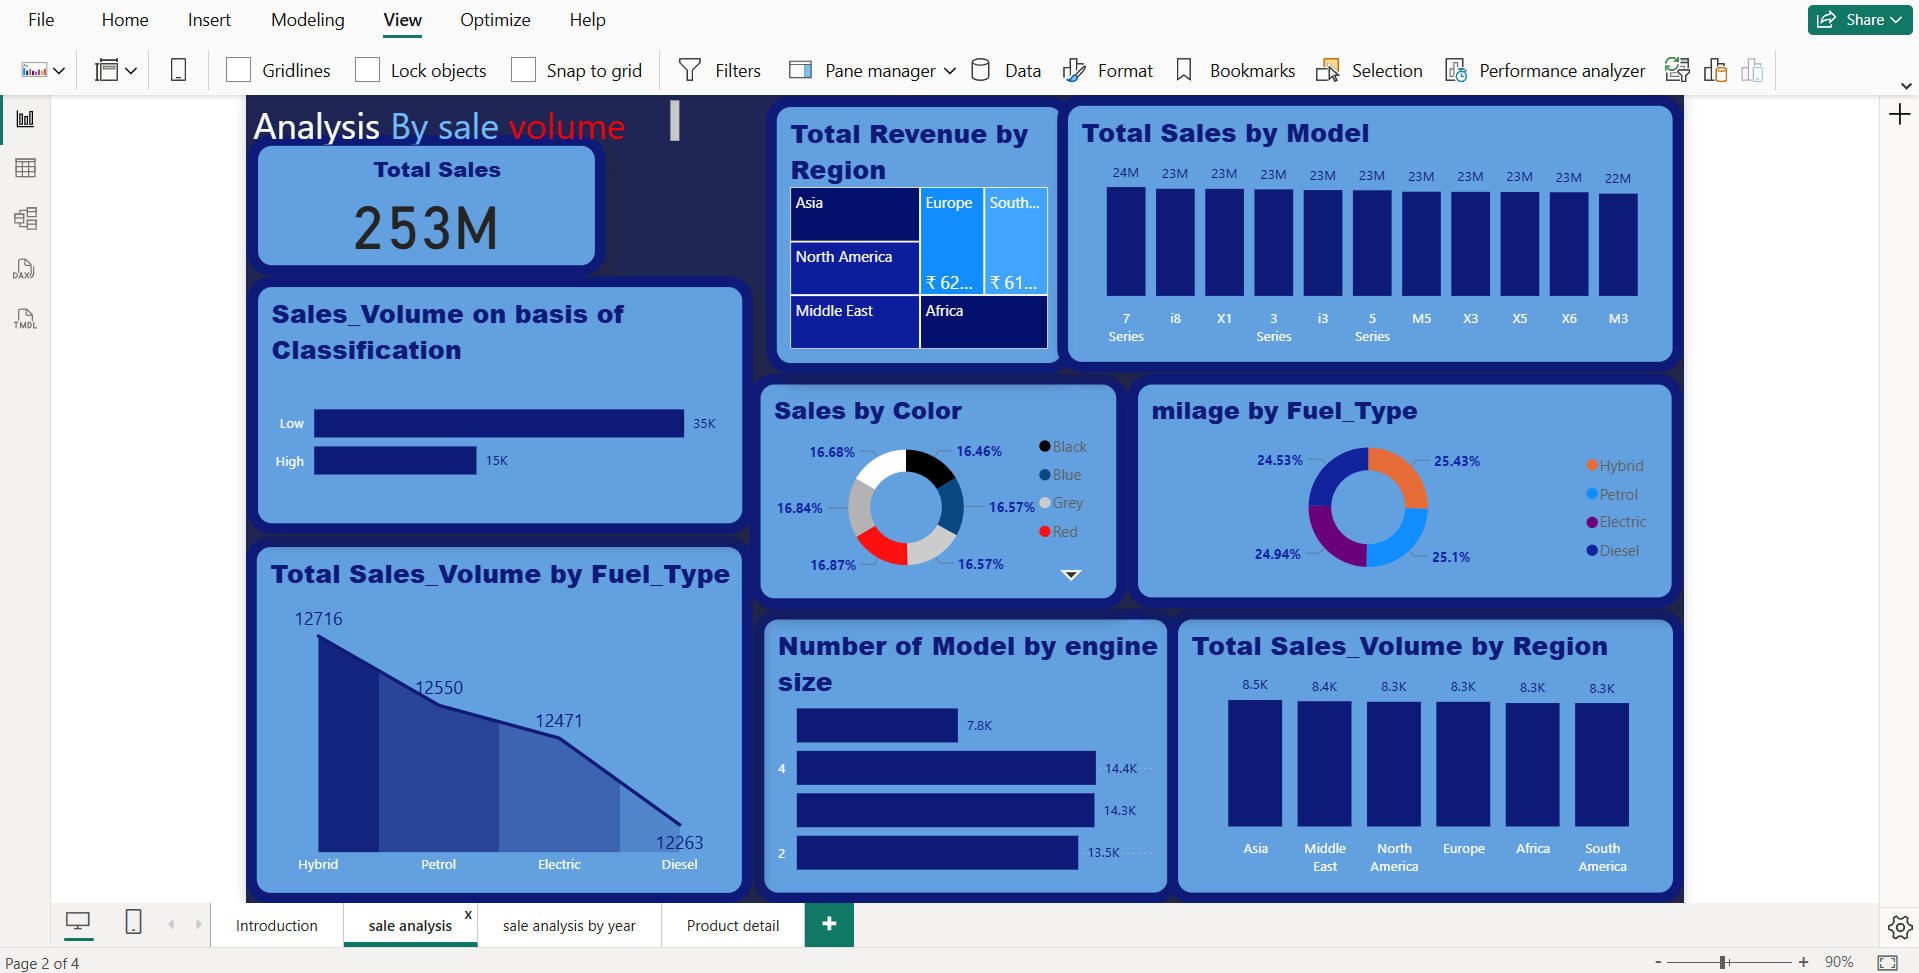 File Home Insert Modeling View Optimize Help
Share
Gridlines Lock objects Snap to grid Filters Pane manager Data Format Bookmarks Selection Performance analyzer
DAX
TMDL
Analysis By sale volume
Total Sales
253M
Total Revenue by
Region
Asia
North America
Middle East
Europe
₹ 62...
South...
₹ 61...
Africa
Total Sales by Model
24M 23M 23M 23M 23M 23M 23M 23M 23M 23M 22M
7 Series i8 X1 3 Series i3 5 Series M5 X3 X5 X6 M3
Sales_Volume on basis of
Classification
Low 35K
High 15K
Sales by Color
16.68% 16.46%
16.84% 16.57%
16.87% 16.57%
Black
Blue
Grey
Red
milage by Fuel_Type
24.53% 25.43%
24.94% 25.1%
Hybrid
Petrol
Electric
Diesel
Total Sales_Volume by Fuel_Type
12716
12550
12471
12263
Hybrid Petrol Electric Diesel
Number of Model by engine
size
7.8K
4 14.4K
14.3K
2 13.5K
Total Sales_Volume by Region
8.5K 8.4K 8.3K 8.3K 8.3K 8.3K
Asia Middle East North America Europe Africa South America
Introduction sale analysis x sale analysis by year Product detail +
Page 2 of 4
- + 90%